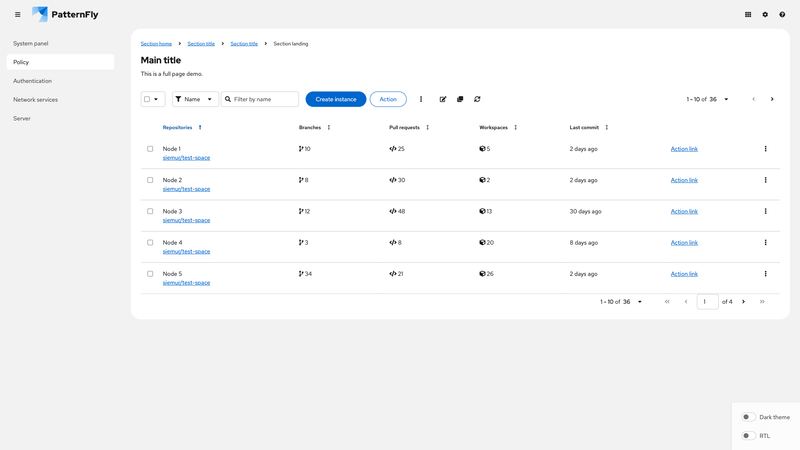 PatternFly
System panel
Policy
Authentication
Network services
Server
Section home > Section title > Section title > Section landing
Main title
This is a full page demo.
Name Filter by name Create instance Action 1 - 10 of 36
Repositories Branches Pull requests Workspaces Last commit
Node 1 10 25 5 2 days ago Action link
siemur/test-space
Node 2 8 30 2 2 days ago Action link
siemur/test-space
Node 3 12 48 13 30 days ago Action link
siemur/test-space
Node 4 3 8 20 8 days ago Action link
siemur/test-space
Node 5 34 21 26 2 days ago Action link
siemur/test-space
1 - 10 of 36 1 of 4
Dark theme
RTL